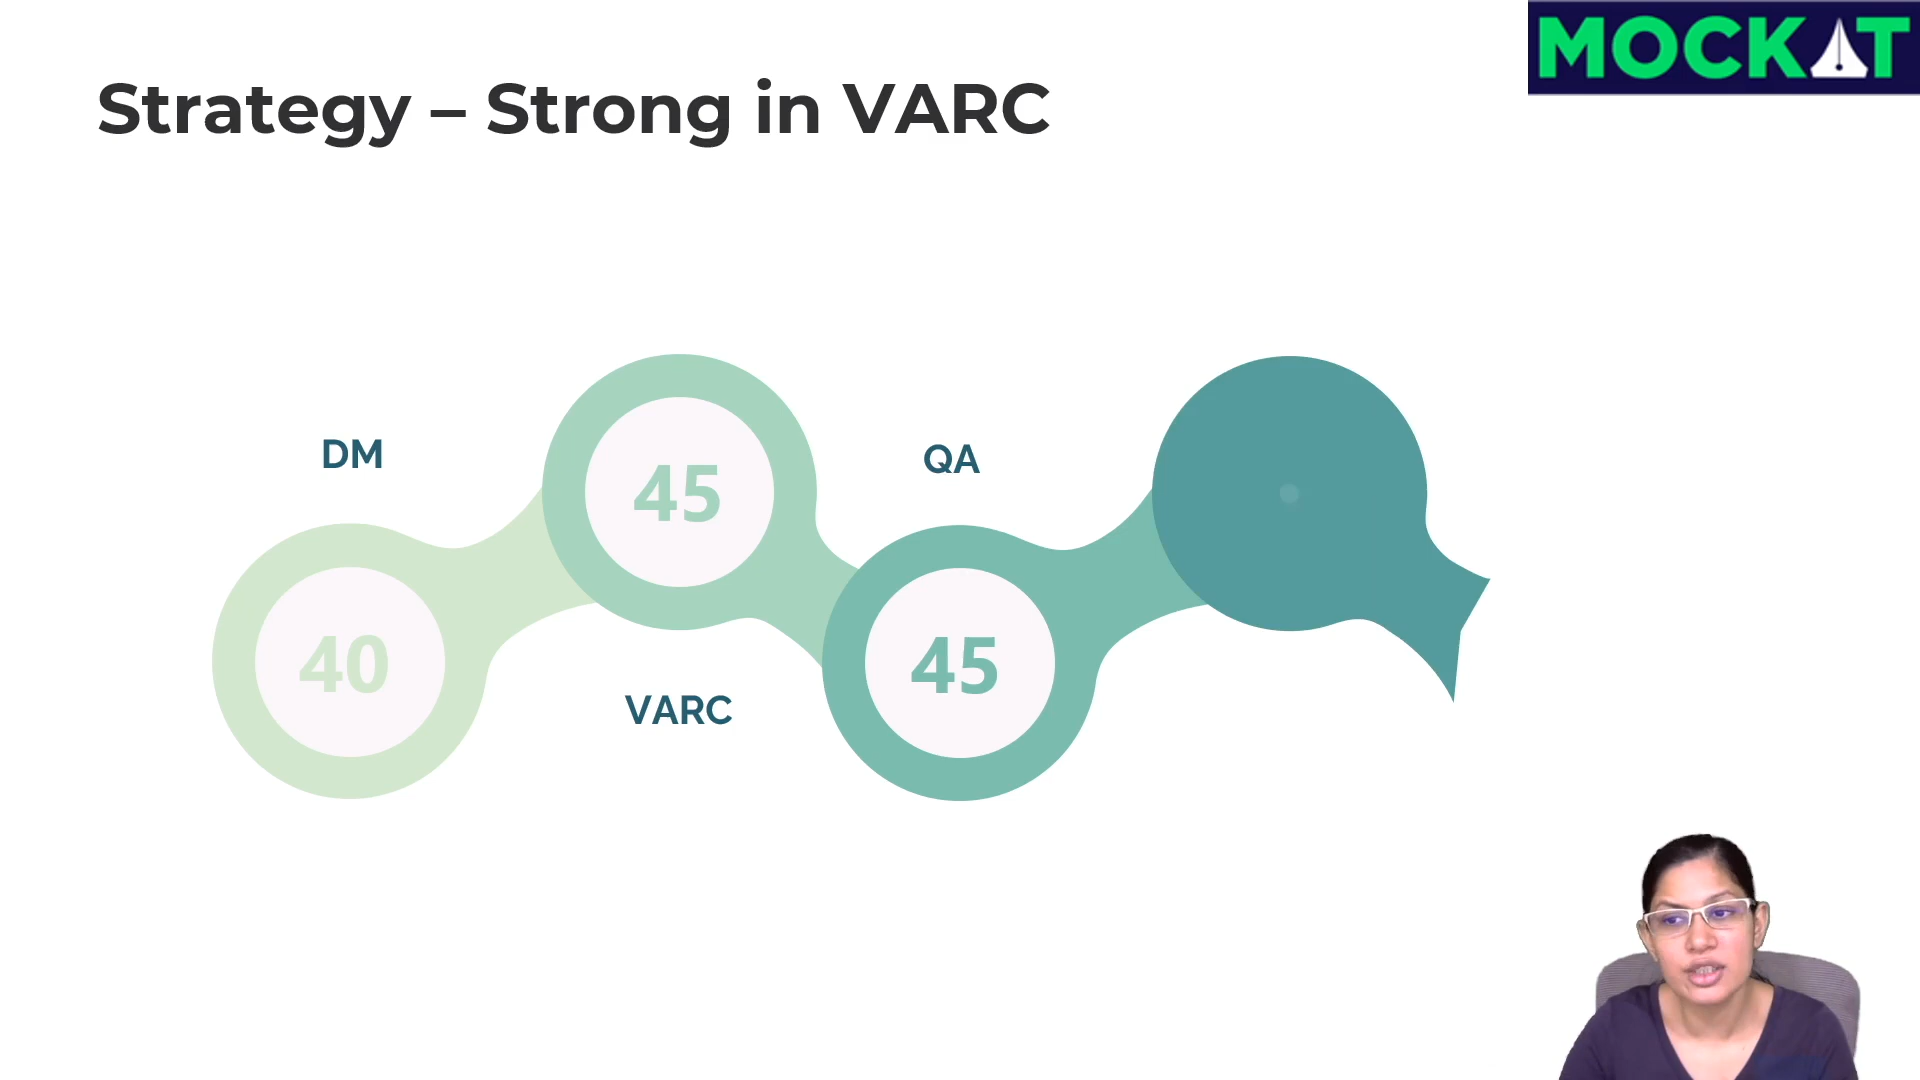 MOCKAT
Strategy – Strong in VARC
DM
40
45
VARC
QA
45